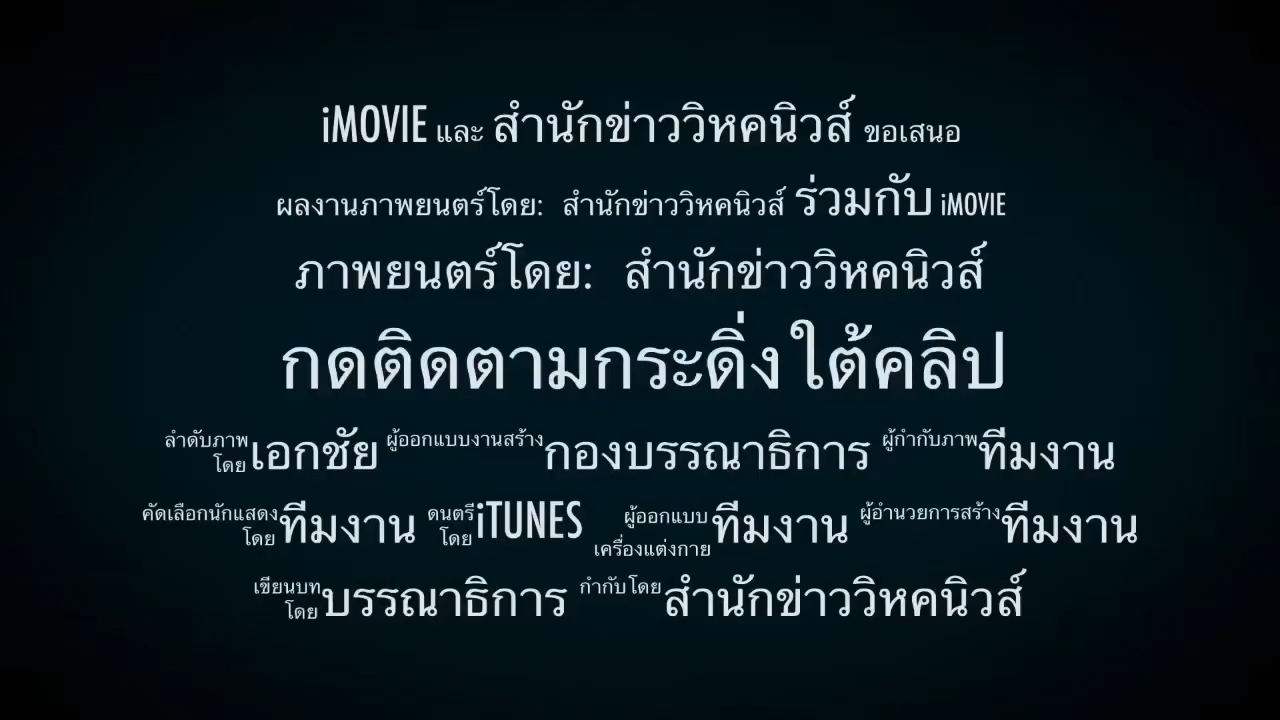 iMOVIE และ สำนักข่าววิหคนิวส์ ขอเสนอ
ผลงานภาพยนตร์โดย: สำนักข่าววิหคนิวส์ ร่วมกับ iMOVIE
ภาพยนตร์โดย: สำนักข่าววิหคนิวส์
กดติดตามกระดิ่ง ใต้คลิป
ลำดับภาพโดย เอกชัย ผู้ออกแบบงานสร้าง กองบรรณาธิการ ผู้กำกับภาพ ทีมงาน
คัดเลือกนักแสดงโดย ทีมงาน ดนตรีโดย iTUNES ผู้ออกแบบเครื่องแต่งกาย ทีมงาน ผู้อำนวยการสร้าง ทีมงาน
เขียนบทโดย บรรณาธิการ กำกับโดย สำนักข่าววิหคนิวส์